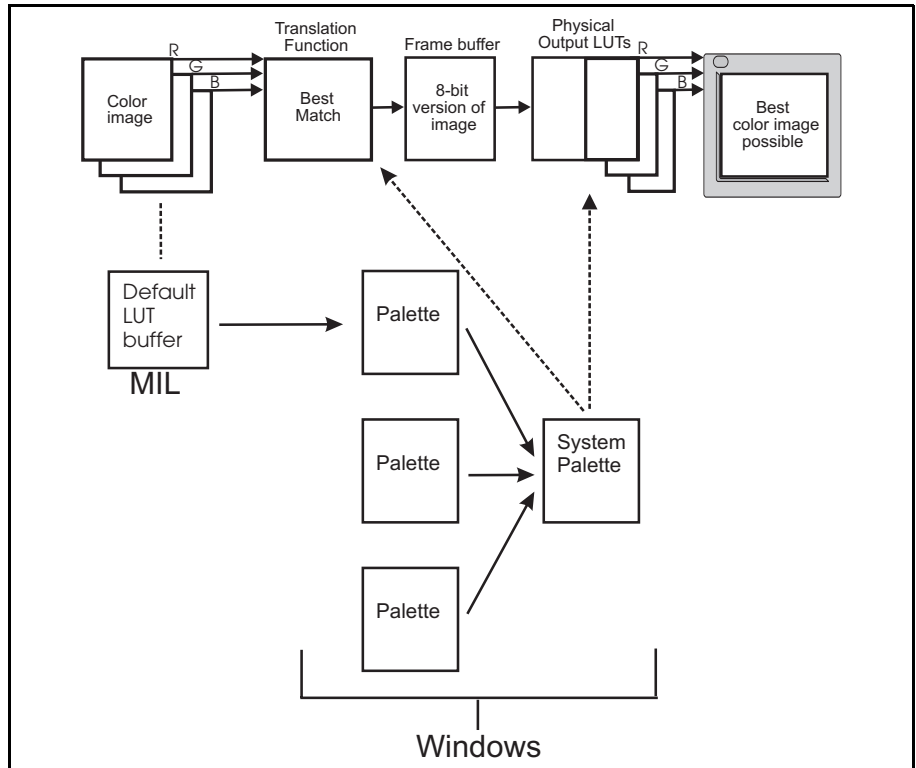 Translation
Function
Frame buffer
Physical
Output LUTs
R
G
B
Color
image
Best
Match
8-bit
version of
image
R
G
B
Best
color image
possible
Default
LUT
buffer
MIL
Palette
Palette
System
Palette
Palette
Windows